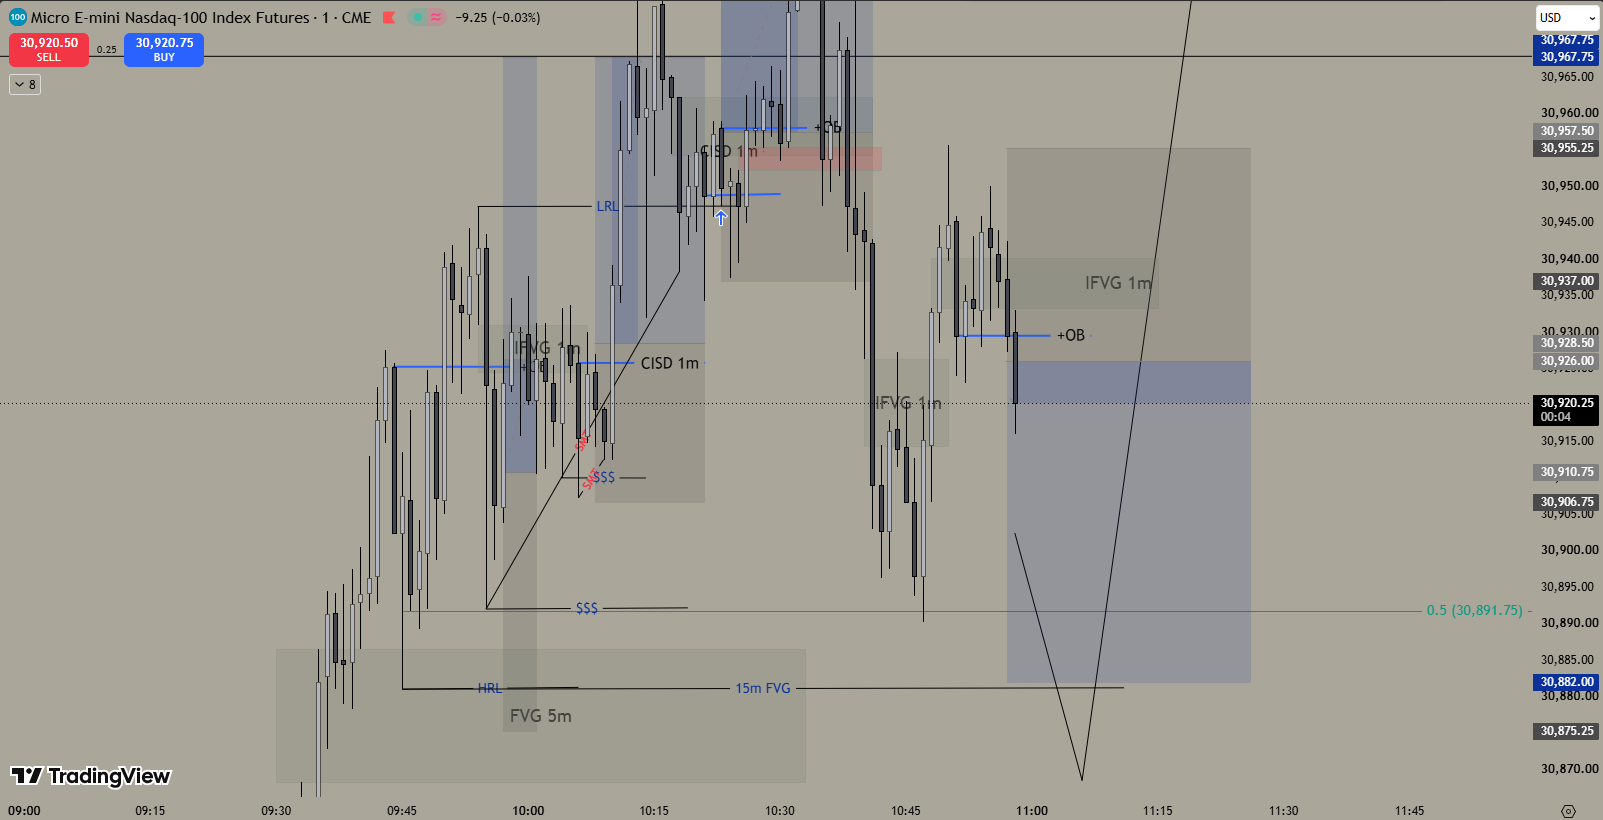 100 Micro E-mini Nasdaq-100 Index Futures · 1 · CME −9.25 (−0.03%)
USD
30,920.50 SELL
0.25
30,920.75 BUY
8
30,967.75
30,967.75
30,965.00
30,960.00
30,957.50
30,955.25
30,950.00
30,945.00
30,940.00
30,937.00
30,935.00
30,930.00
30,928.50
30,926.00
30,920.25
00:04
30,915.00
30,910.75
30,906.75
30,905.00
30,900.00
30,895.00
30,890.00
30,885.00
30,882.00
30,880.00
30,875.25
30,870.00
+OB
CISD 1m
LRL
IFVG 1m
+OB
IFVG 1m
+OB
CISD 1m
IFVG 1m
SMT
SMT
$$$
$$$
0.5 (30,891.75)
HRL
15m FVG
FVG 5m
TradingView
09:00 09:15 09:30 09:45 10:00 10:15 10:30 10:45 11:00 11:15 11:30 11:45